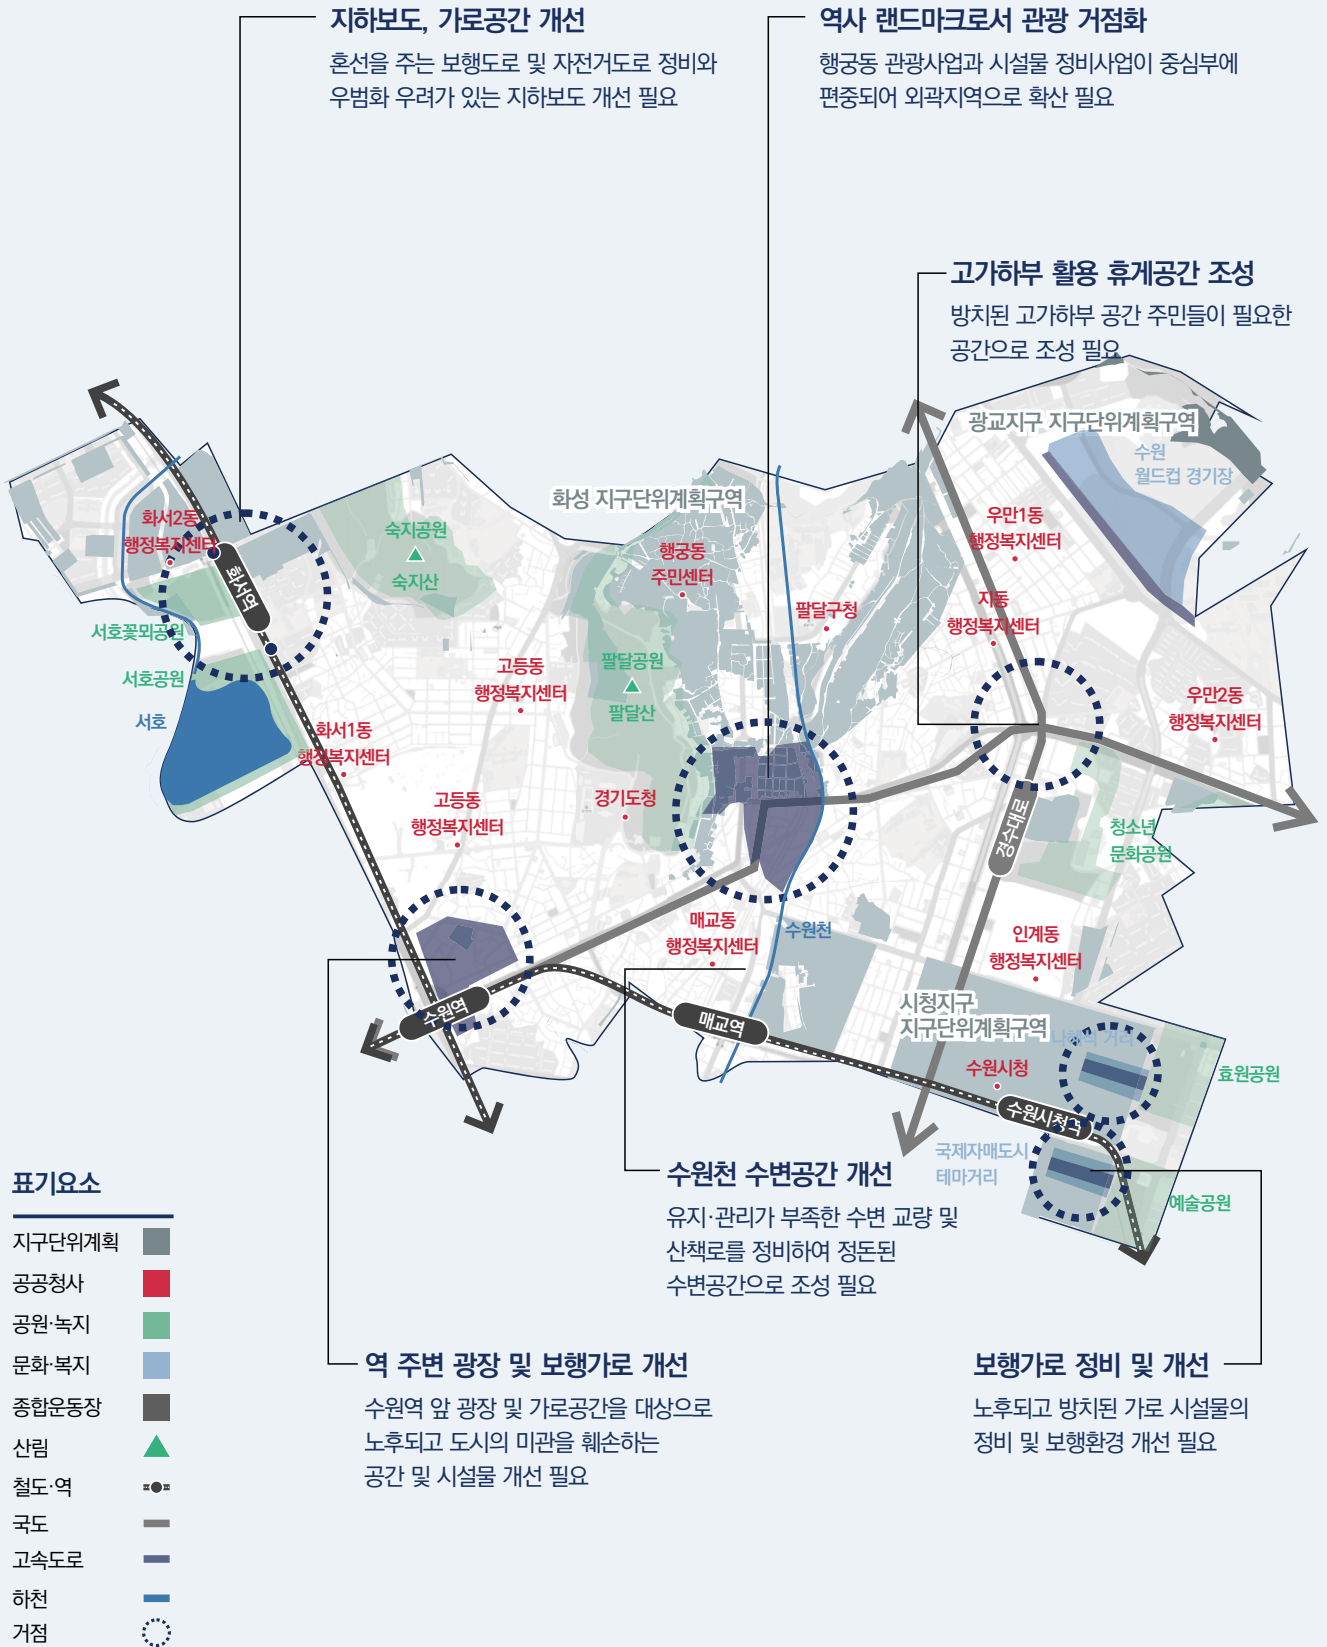 지하보도, 가로공간 개선
혼선을 주는 보행도로 및 자전거도로 정비와
우범화 우려가 있는 지하보도 개선 필요
역사 랜드마크로서 관광 거점화
행궁동 관광사업과 시설물 정비사업이 중심부에
편중되어 외곽지역으로 확산 필요
고가하부 활용 휴게공간 조성
방치된 고가하부 공간 주민들이 필요한
공간으로 조성 필요
광교지구 지구단위계획구역
수원
월드컵 경기장
화성 지구단위계획구역
화서2동
행정복지센터
숙지공원
숙지산
우만1동
행정복지센터
행궁동
주민센터
화서역
팔달구청
지동
행정복지센터
서호꽃뫼공원
서호공원
서호
고등동
행정복지센터
팔달공원
팔달산
우만2동
행정복지센터
화서1동
행정복지센터
고등동
행정복지센터
경기도청
경수대로
청소년
문화공원
매교동
행정복지센터
수원천
인계동
행정복지센터
수원역
매교역
시청지구
지구단위계획구역
나혜석 거리
수원시청
효원공원
수원시청역
국제자매도시
테마거리
예술공원
수원천 수변공간 개선
유지·관리가 부족한 수변 교량 및
산책로를 정비하여 정돈된
수변공간으로 조성 필요
역 주변 광장 및 보행가로 개선
수원역 앞 광장 및 가로공간을 대상으로
노후되고 도시의 미관을 훼손하는
공간 및 시설물 개선 필요
보행가로 정비 및 개선
노후되고 방치된 가로 시설물의
정비 및 보행환경 개선 필요
표기요소
지구단위계획
공공청사
공원·녹지
문화·복지
종합운동장
산림
철도·역
국도
고속도로
하천
거점